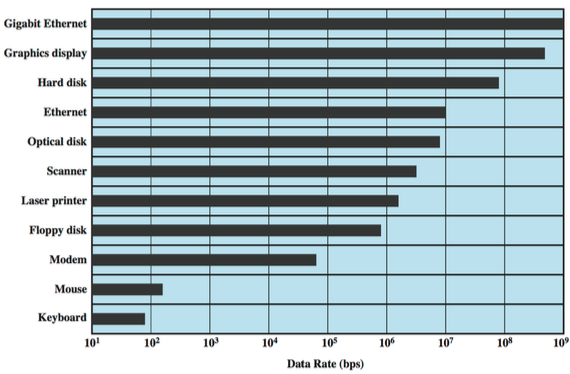 Gigabit Ethernet
Graphics display
Hard disk
Ethernet
Optical disk
Scanner
Laser printer
Floppy disk
Modem
Mouse
Keyboard
10¹ 10² 10³ 10⁴ 10⁵ 10⁶ 10⁷ 10⁸ 10⁹
Data Rate (bps)